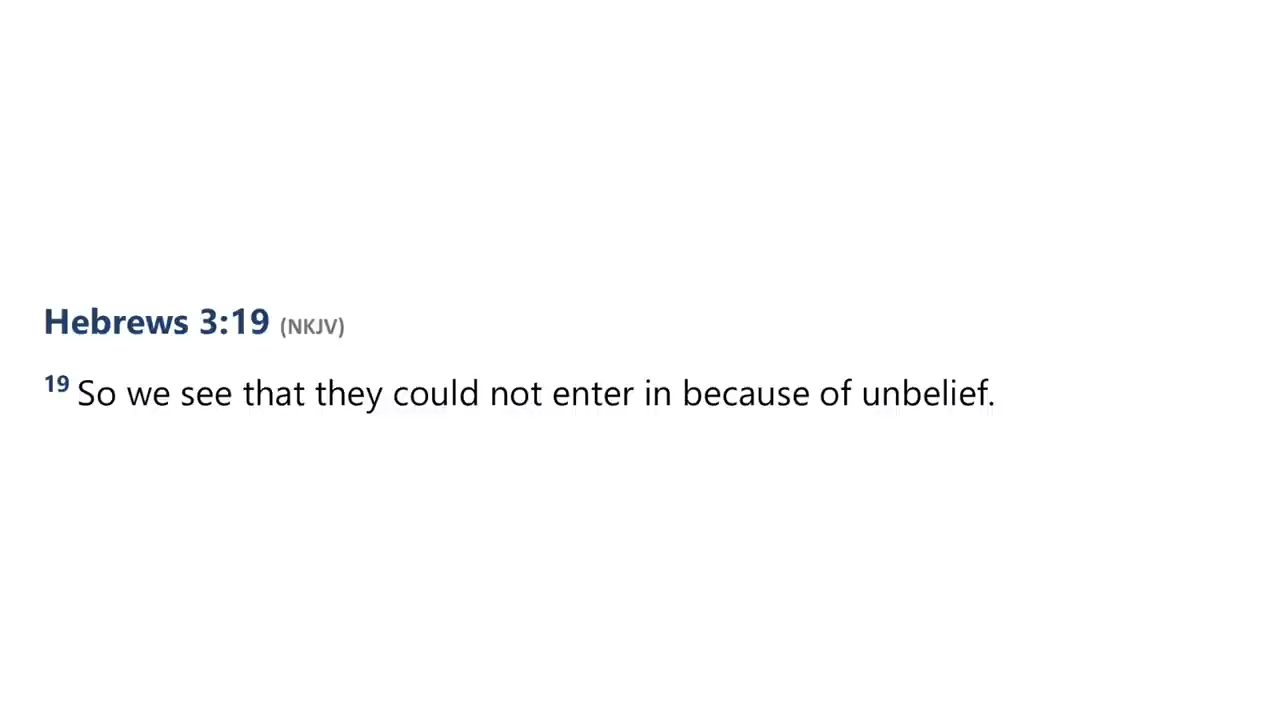 Hebrews 3:19 (NKJV)
19 So we see that they could not enter in because of unbelief.